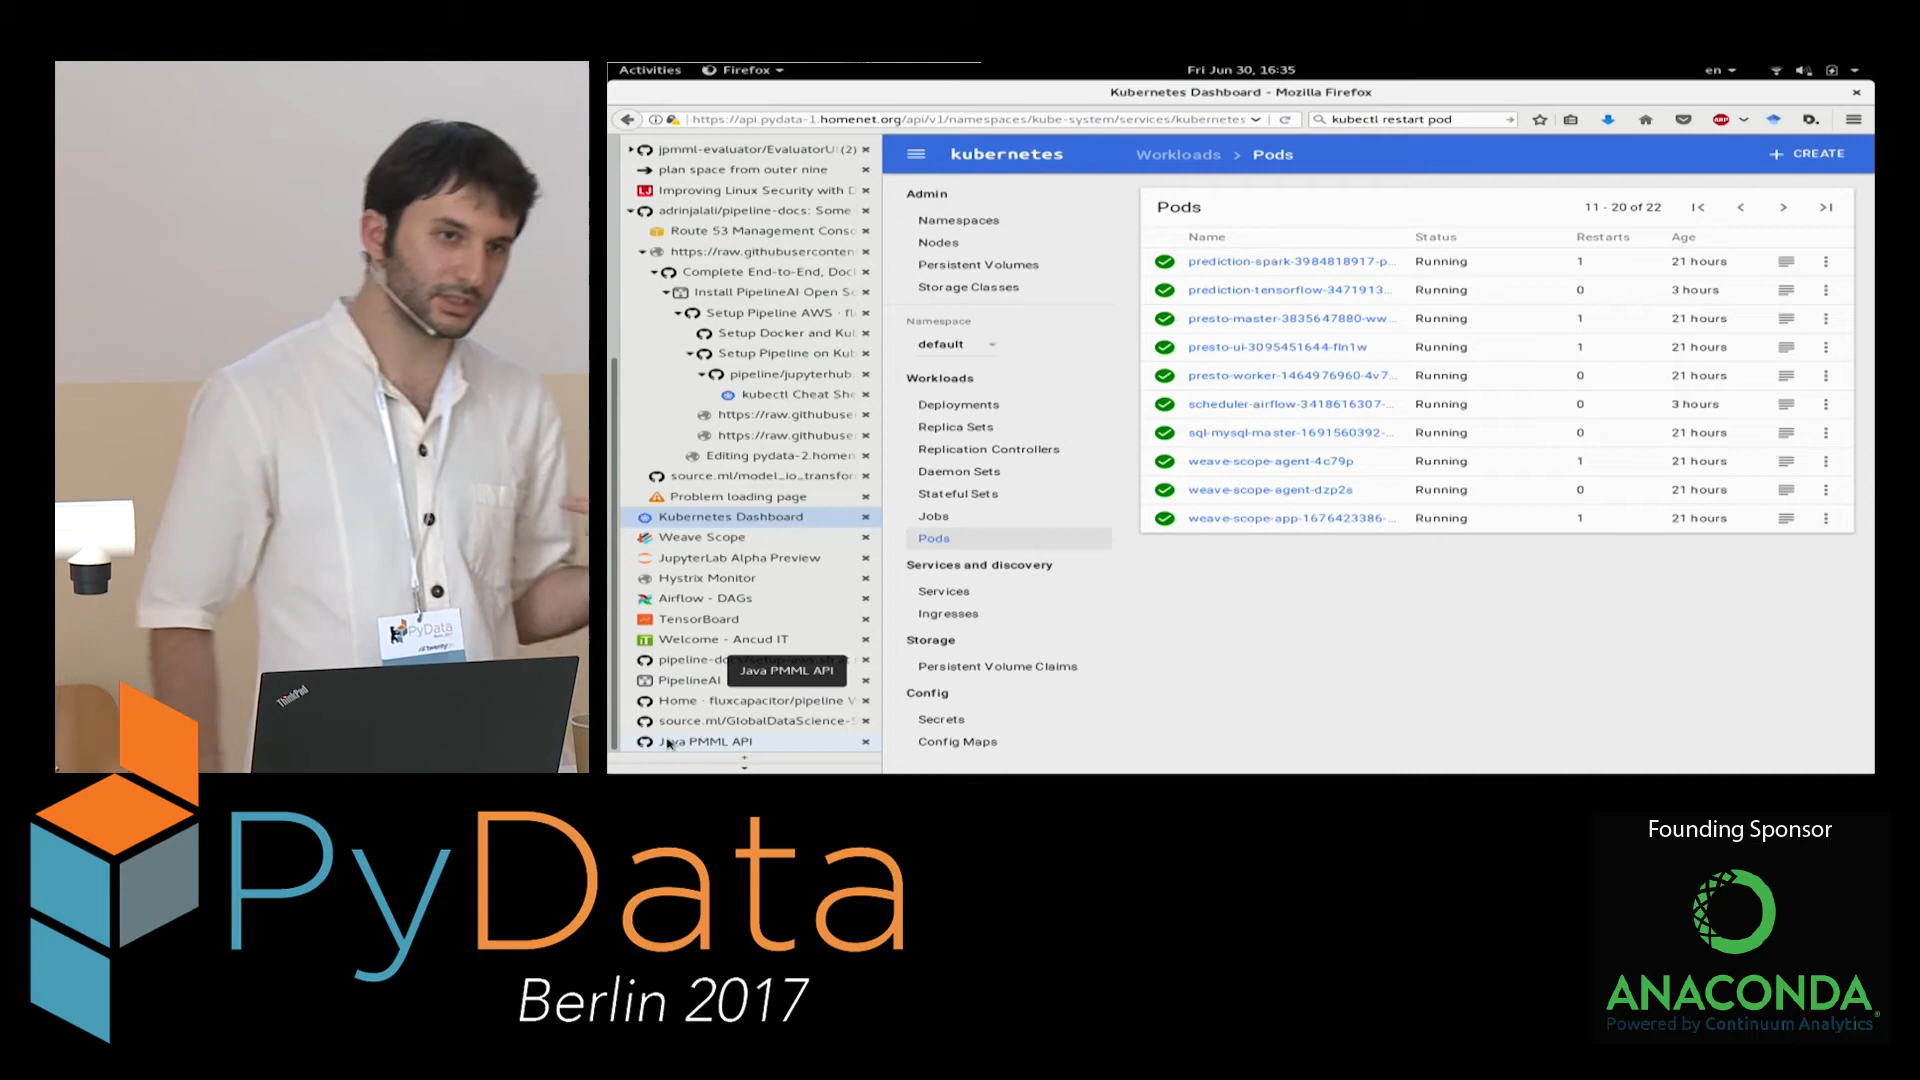 Activities Firefox Fri Jun 30, 16:35 en
Kubernetes Dashboard - Mozilla Firefox
https://api.pydata-1.homenet.org/api/v1/namespaces/kube-system/services/kubernetes
kubectl restart pod
jpmml-evaluator/EvaluatorU (2)
plan space from outer nine
Improving Linux Security with D
adrinjalali/pipeline-docs: Some
Route 53 Management Conso
https://raw.githubuserconten
Complete End-to-End, Doc
Install PipelineAI Open S
Setup Pipeline AWS · fl
Setup Docker and Kul
Setup Pipeline on Kub
pipeline/jupyterhub.
kubectl Cheat She
https://raw.githubuse
https://raw.githubuse
Editing pydata-2.homen
source.ml/model_io_transfor
Problem loading page
Kubernetes Dashboard
Weave Scope
JupyterLab Alpha Preview
Hystrix Monitor
Airflow - DAGs
TensorBoard
Welcome - Ancud IT
pipeline-docs/setup-aws.sh at
PipelineAI
Java PMML API
Home · fluxcapacitor/pipeline
source.ml/GlobalDataScience-
Java PMML API
kubernetes
Workloads > Pods
+ CREATE
Admin
Namespaces
Nodes
Persistent Volumes
Storage Classes
Namespace
default
Workloads
Deployments
Replica Sets
Replication Controllers
Daemon Sets
Stateful Sets
Jobs
Pods
Services and discovery
Services
Ingresses
Storage
Persistent Volume Claims
Config
Secrets
Config Maps
Pods 11 - 20 of 22
Name Status Restarts Age
prediction-spark-3984818917-p... Running 1 21 hours
prediction-tensorflow-3471913... Running 0 3 hours
presto-master-3835647880-ww... Running 1 21 hours
presto-ui-3095451644-fln1w Running 1 21 hours
presto-worker-1464976960-4v7... Running 0 21 hours
scheduler-airflow-3418616307-... Running 0 3 hours
sql-mysql-master-1691560392-... Running 0 21 hours
weave-scope-agent-4c79p Running 1 21 hours
weave-scope-agent-dzp2s Running 0 21 hours
weave-scope-app-1676423386-... Running 1 21 hours
PyData
ThinkPad
PyData
Berlin 2017
Founding Sponsor
ANACONDA®
Powered by Continuum Analytics